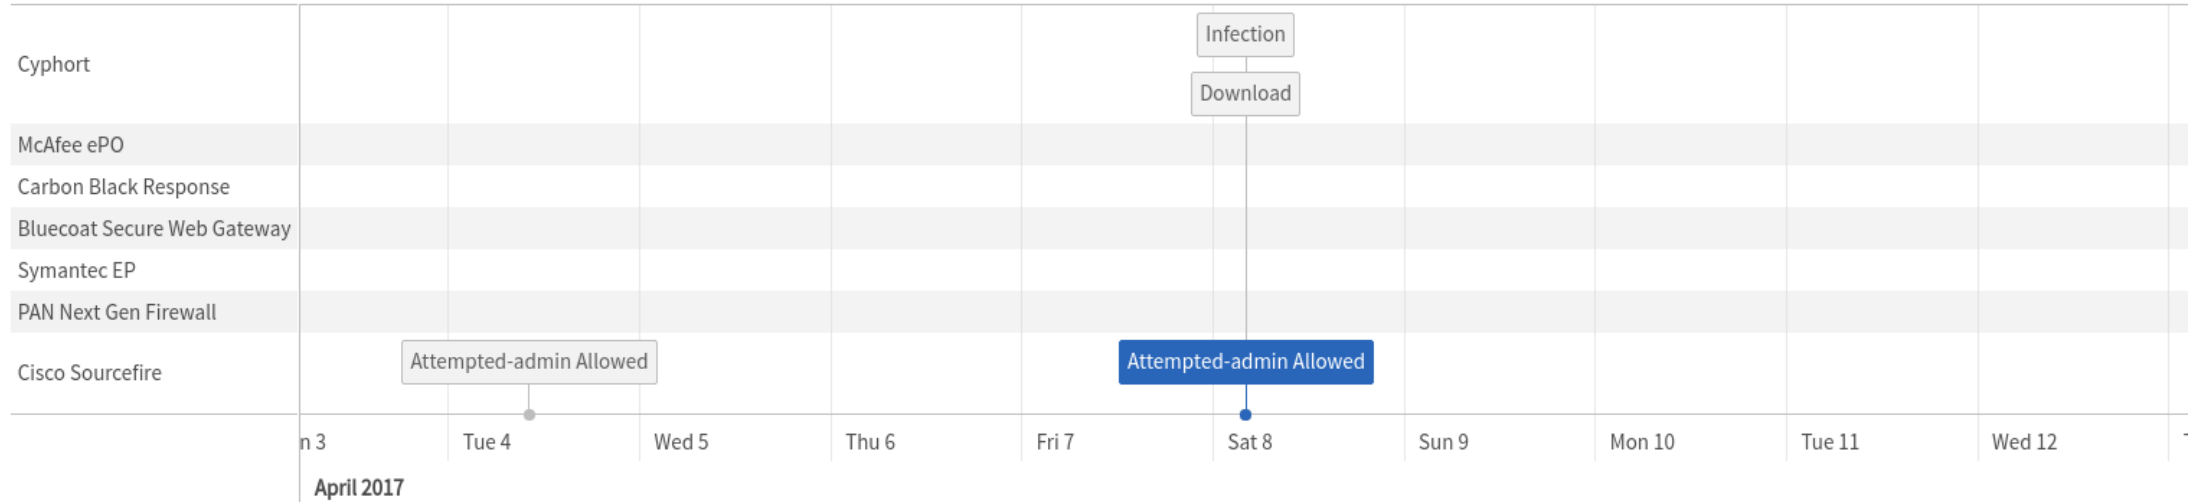 Infection
Cyphort
Download
McAfee ePO
Carbon Black Response
Bluecoat Secure Web Gateway
Symantec EP
PAN Next Gen Firewall
Attempted-admin Allowed Attempted-admin Allowed
Cisco Sourcefire
n 3 Tue 4 Wed 5 Thu 6 Fri 7 Sat 8 Sun 9 Mon 10 Tue 11 Wed 12
April 2017